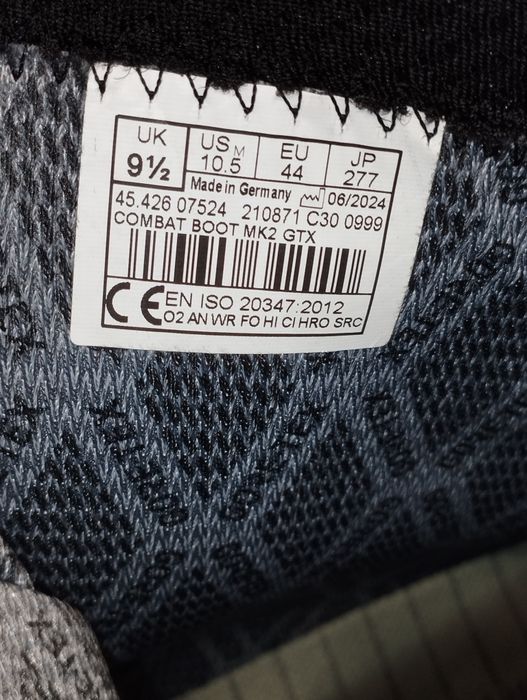 UK US M EU JP
9½ 10.5 44 277
Made in Germany 06/2024
45.426 07524 210871 C30 0999
COMBAT BOOT MK2 GTX
CE EN ISO 20347:2012
O2 AN WR FO HI CI HRO SRC